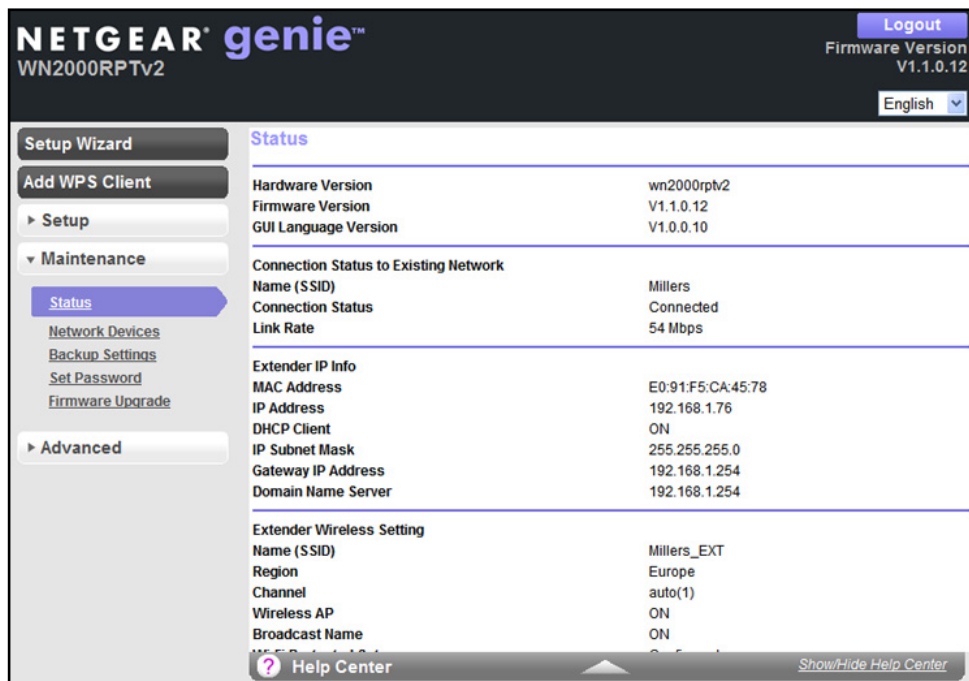 NETGEAR® genie™
WN2000RPTv2
Logout
Firmware Version
V1.1.0.12
English
Setup Wizard
Add WPS Client
Setup
Maintenance
Status
Network Devices
Backup Settings
Set Password
Firmware Upgrade
Advanced
Status
Hardware Version wn2000rptv2
Firmware Version V1.1.0.12
GUI Language Version V1.0.0.10
Connection Status to Existing Network
Name (SSID) Millers
Connection Status Connected
Link Rate 54 Mbps
Extender IP Info
MAC Address E0:91:F5:CA:45:78
IP Address 192.168.1.76
DHCP Client ON
IP Subnet Mask 255.255.255.0
Gateway IP Address 192.168.1.254
Domain Name Server 192.168.1.254
Extender Wireless Setting
Name (SSID) Millers_EXT
Region Europe
Channel auto(1)
Wireless AP ON
Broadcast Name ON
? Help Center Show/Hide Help Center